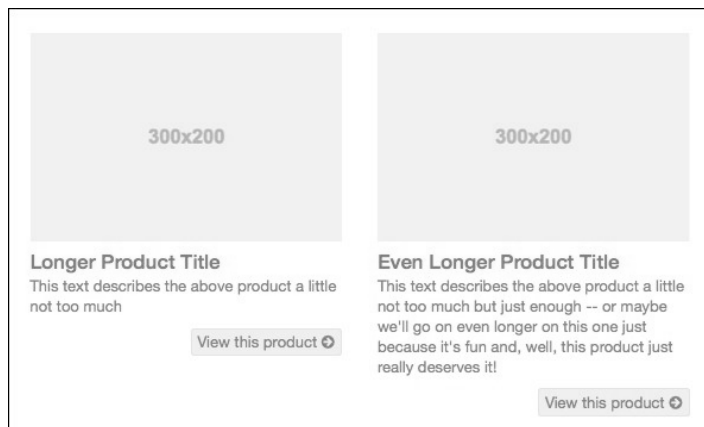 300x200
Longer Product Title
This text describes the above product a little
not too much
View this product
300x200
Even Longer Product Title
This text describes the above product a little
not too much but just enough -- or maybe
we'll go on even longer on this one just
because it's fun and, well, this product just
really deserves it!
View this product